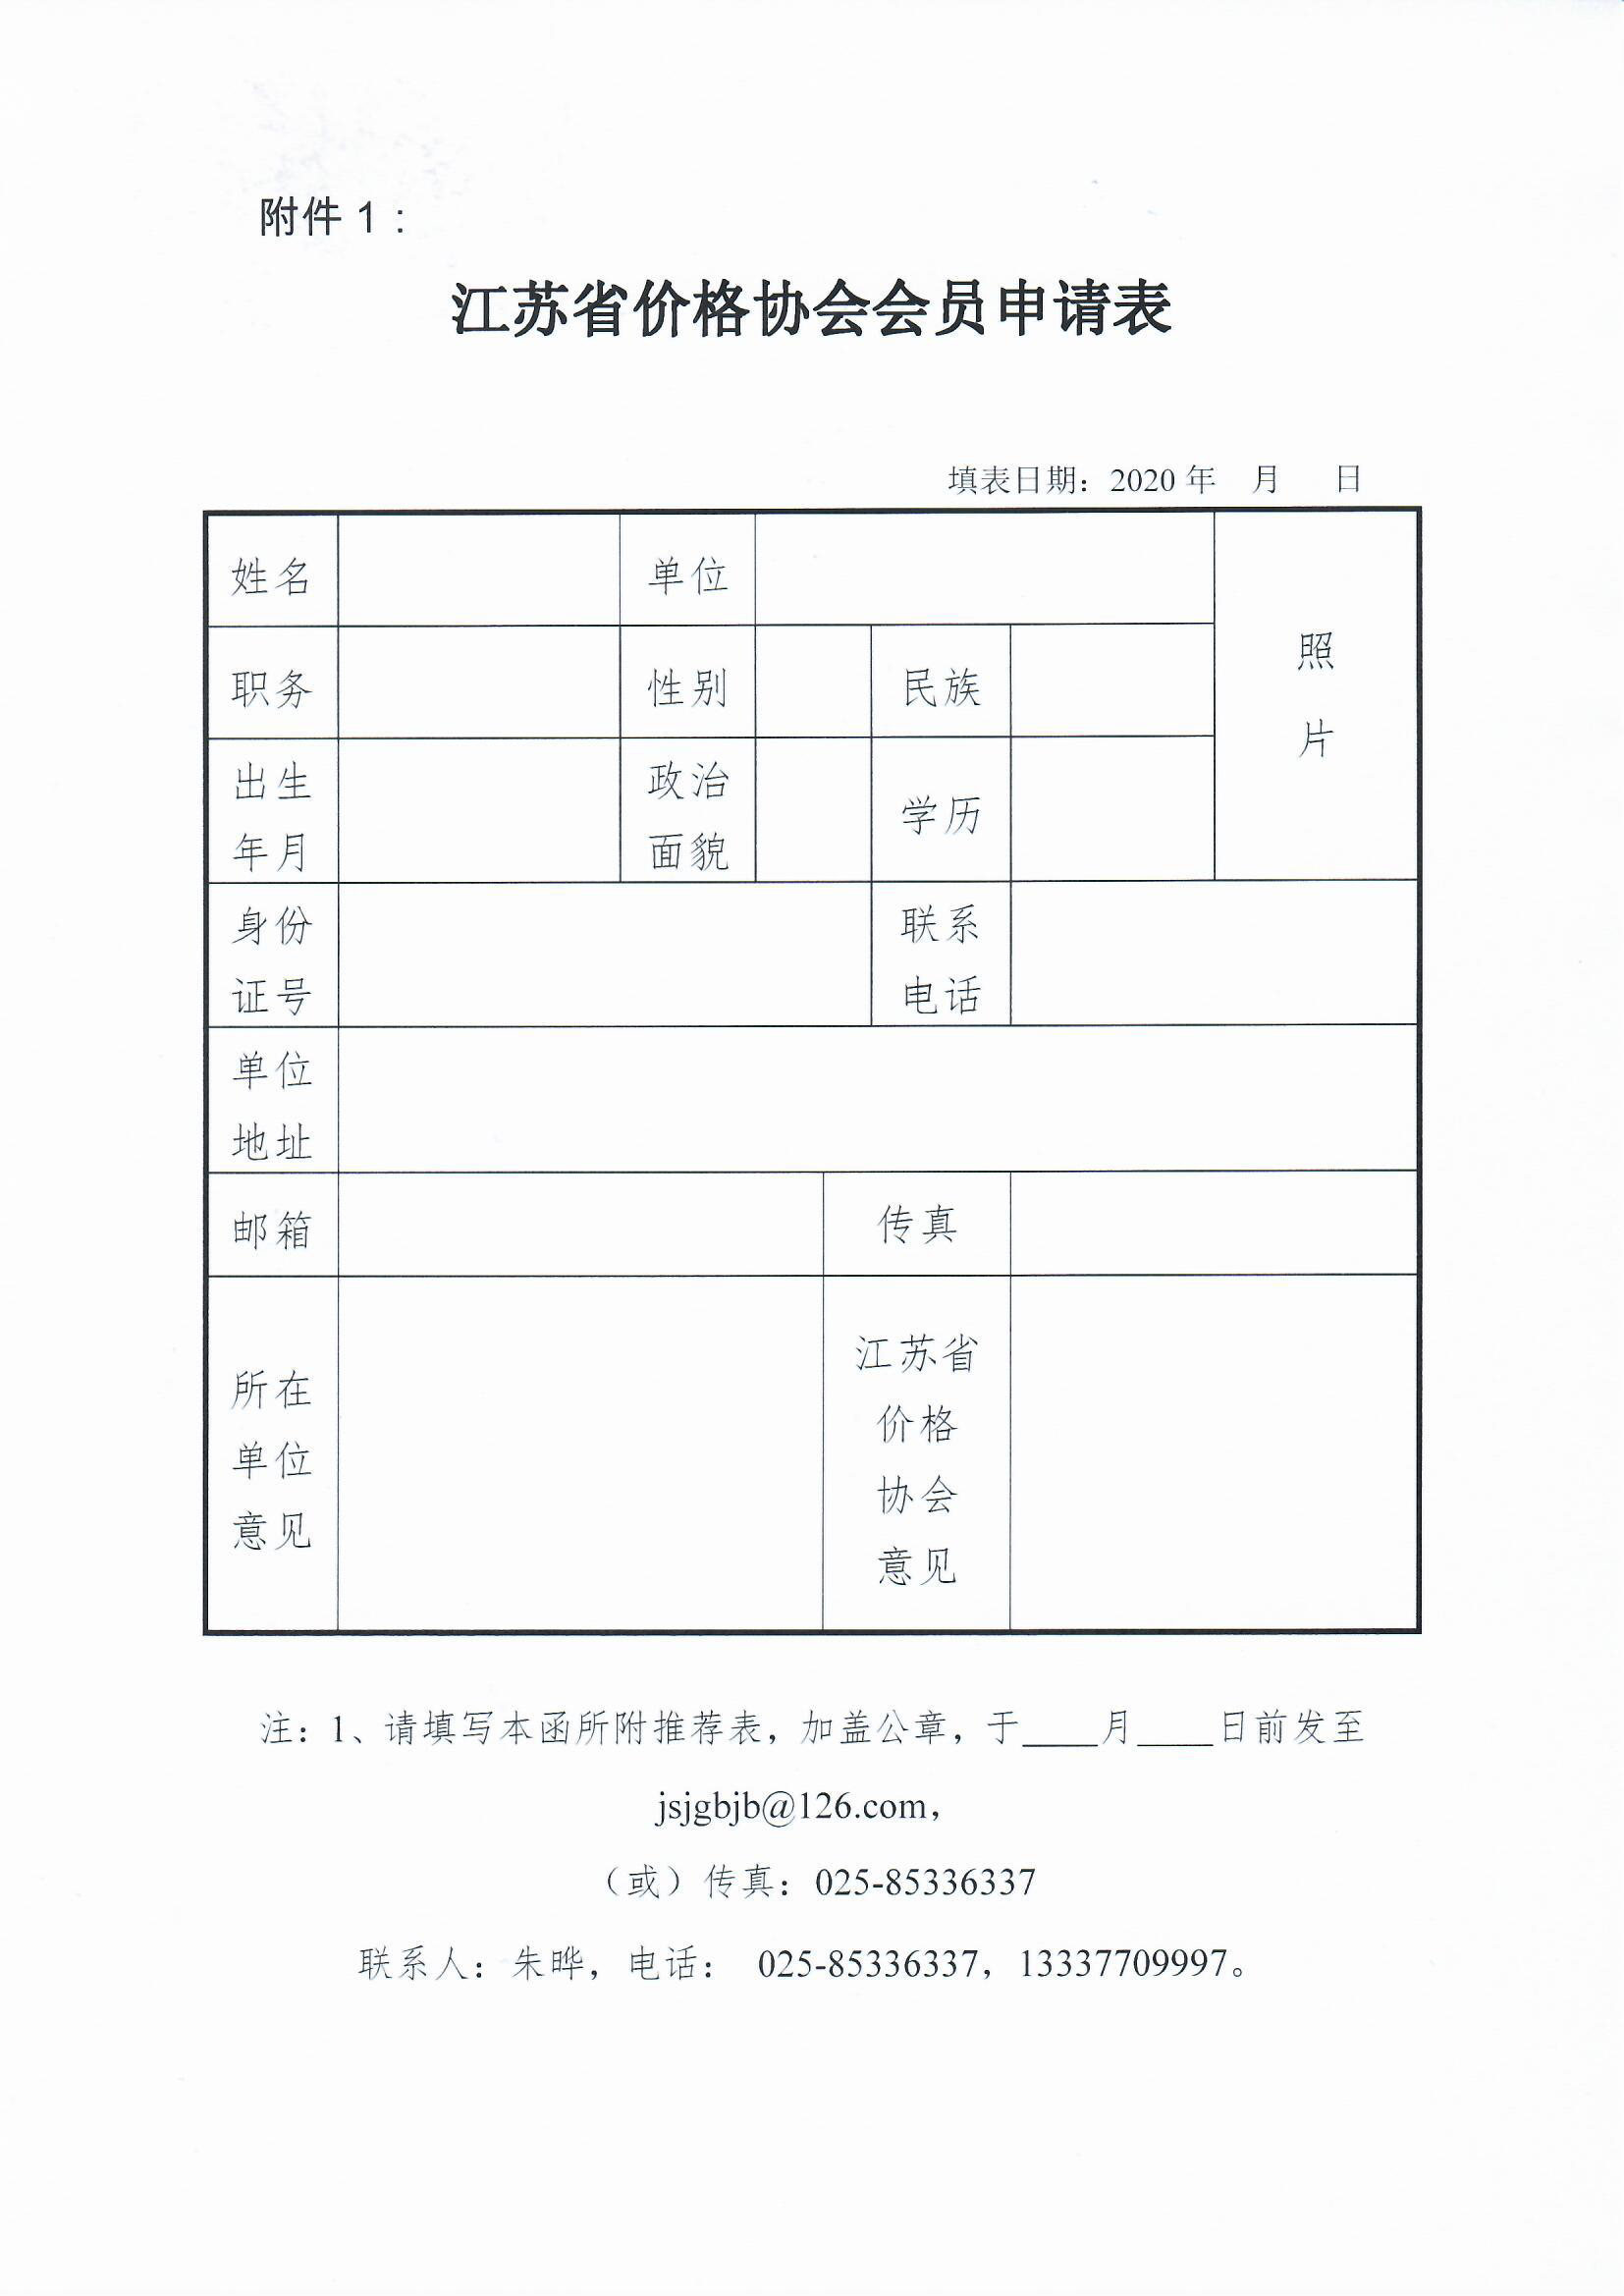 附件 1：
江苏省价格协会会员申请表
填表日期：2020 年 月 日
姓名 单位 照
片
职务 性别 民族
出生
年月
政治
面貌
学历
身份
证号
联系
电话
单位
地址
邮箱 传真
所在
单位
意见
江苏省
价格
协会
意见
注：1、请填写本函所附推荐表，加盖公章，于____月____日前发至
jsjgbjb@126.com，
（或）传真：025-85336337
联系人：朱晔，电话： 025-85336337，13337709997。